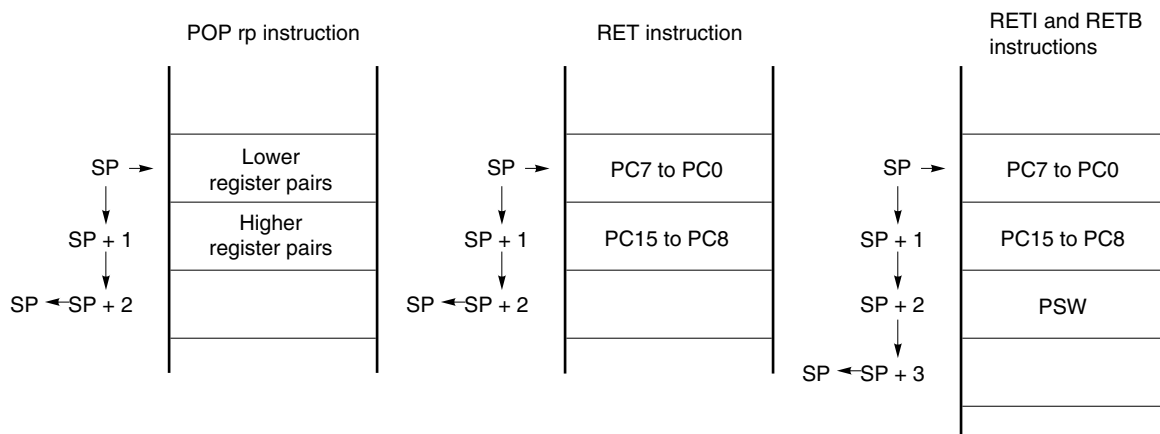 POP rp instruction
SP
Lower
register pairs
SP + 1
Higher
register pairs
SP
SP + 2
RET instruction
SP
PC7 to PC0
SP + 1
PC15 to PC8
SP
SP + 2
RETI and RETB
instructions
SP
PC7 to PC0
SP + 1
PC15 to PC8
SP + 2
PSW
SP
SP + 3